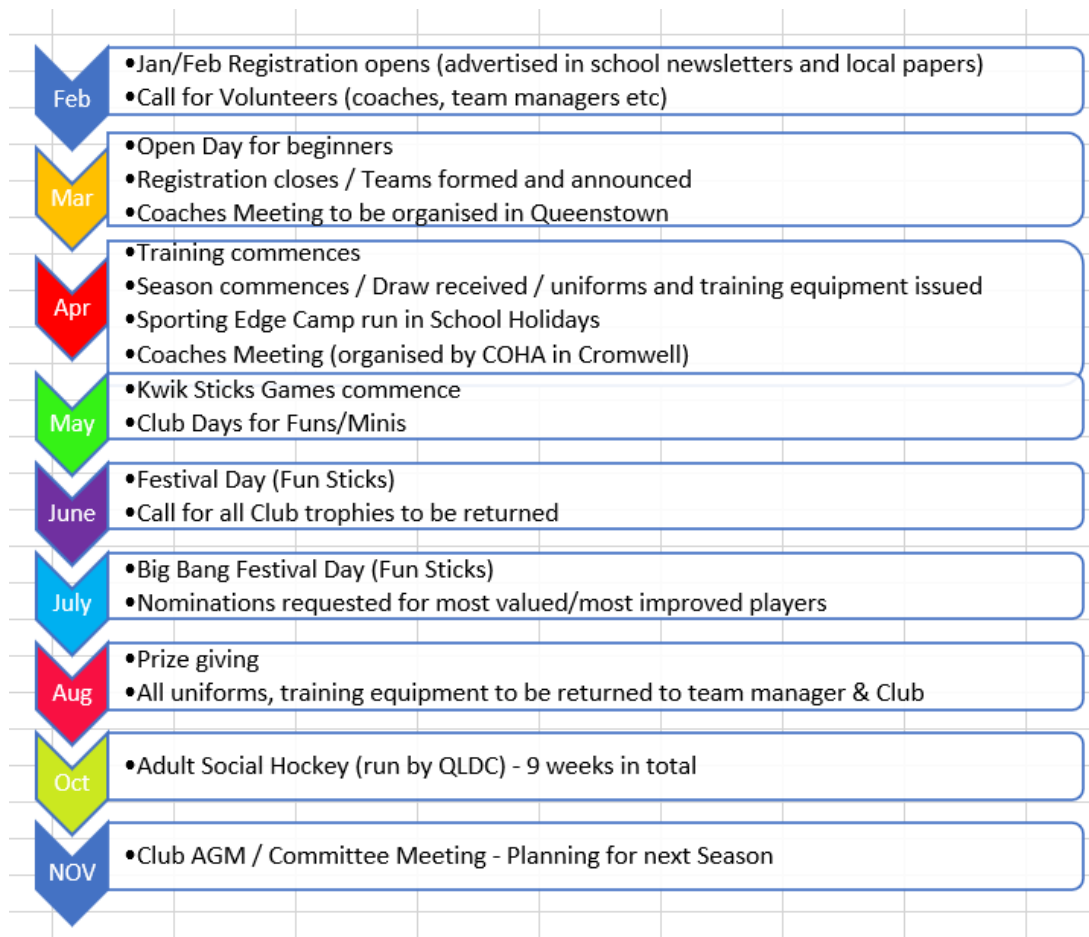 Feb
•Jan/Feb Registration opens (advertised in school newsletters and local papers)
•Call for Volunteers (coaches, team managers etc)
Mar
•Open Day for beginners
•Registration closes / Teams formed and announced
•Coaches Meeting to be organised in Queenstown
Apr
•Training commences
•Season commences / Draw received / uniforms and training equipment issued
•Sporting Edge Camp run in School Holidays
•Coaches Meeting (organised by COHA in Cromwell)
May
•Kwik Sticks Games commence
•Club Days for Funs/Minis
June
•Festival Day (Fun Sticks)
•Call for all Club trophies to be returned
July
•Big Bang Festival Day (Fun Sticks)
•Nominations requested for most valued/most improved players
Aug
•Prize giving
•All uniforms, training equipment to be returned to team manager & Club
Oct
•Adult Social Hockey (run by QLDC) - 9 weeks in total
NOV
•Club AGM / Committee Meeting - Planning for next Season